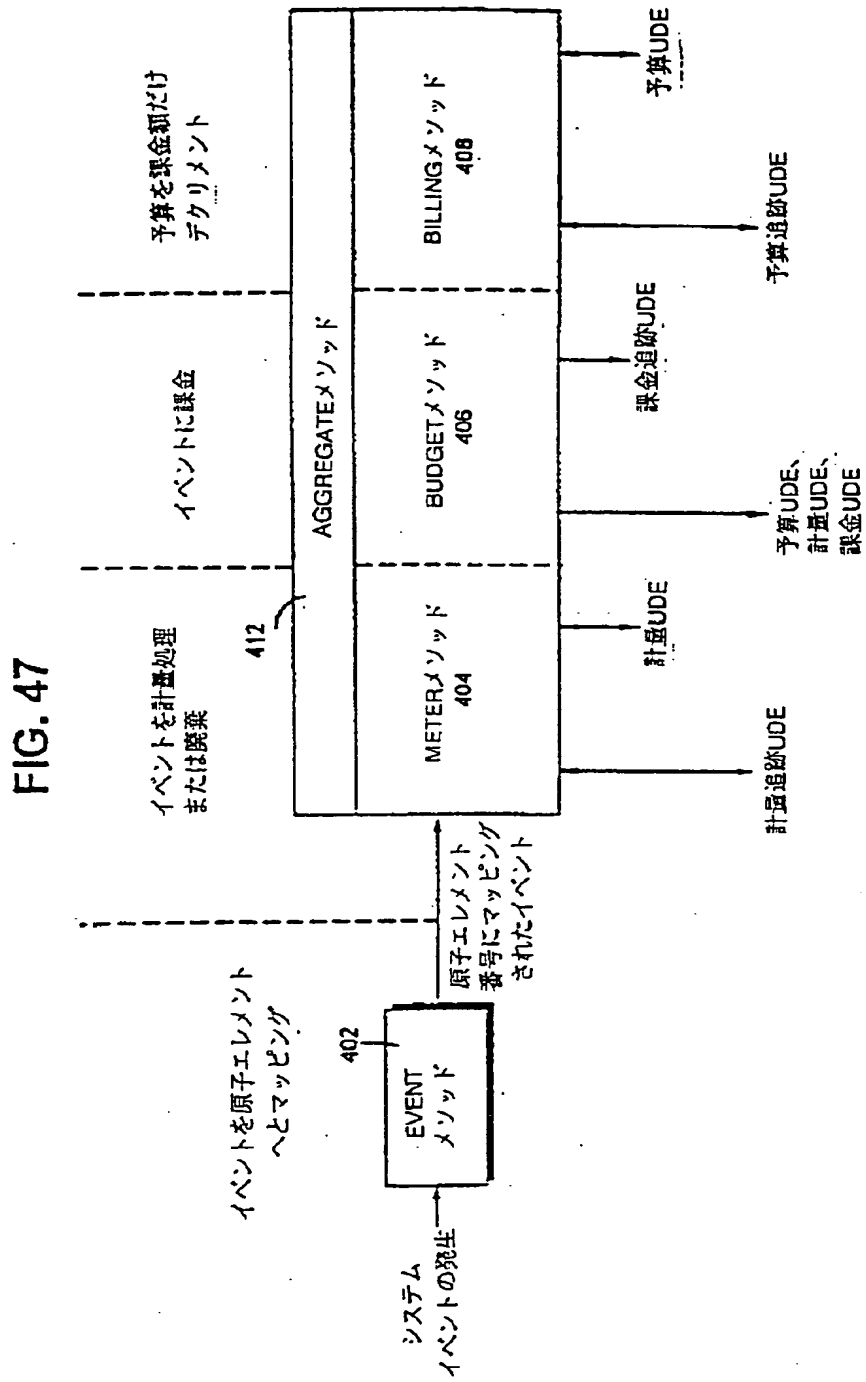 FIG. 47
イベントを原子エレメント
へとマッピング
イベントを計量処理
または廃棄
イベントに課金
予算を課金額だけ
デクリメント
システム
イベントの発生
402
EVENT
メソッド
原子エレメント
番号にマッピング
されたイベント
412
AGGREGATEメソッド
METERメソッド
404
BUDGETメソッド
406
BILLINGメソッド
408
計量追跡UDE
計量UDE
予算UDE、
計量UDE、
課金UDE
課金追跡UDE
予算追跡UDE
予算UDE